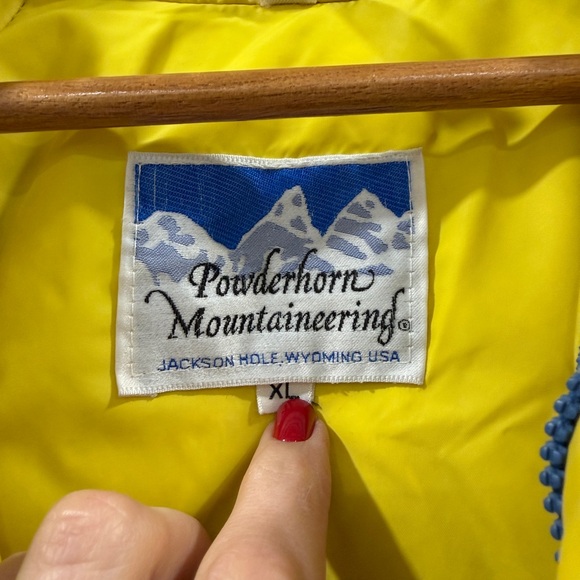 Powderhorn
Mountaineering®
JACKSON HOLE, WYOMING USA
XL